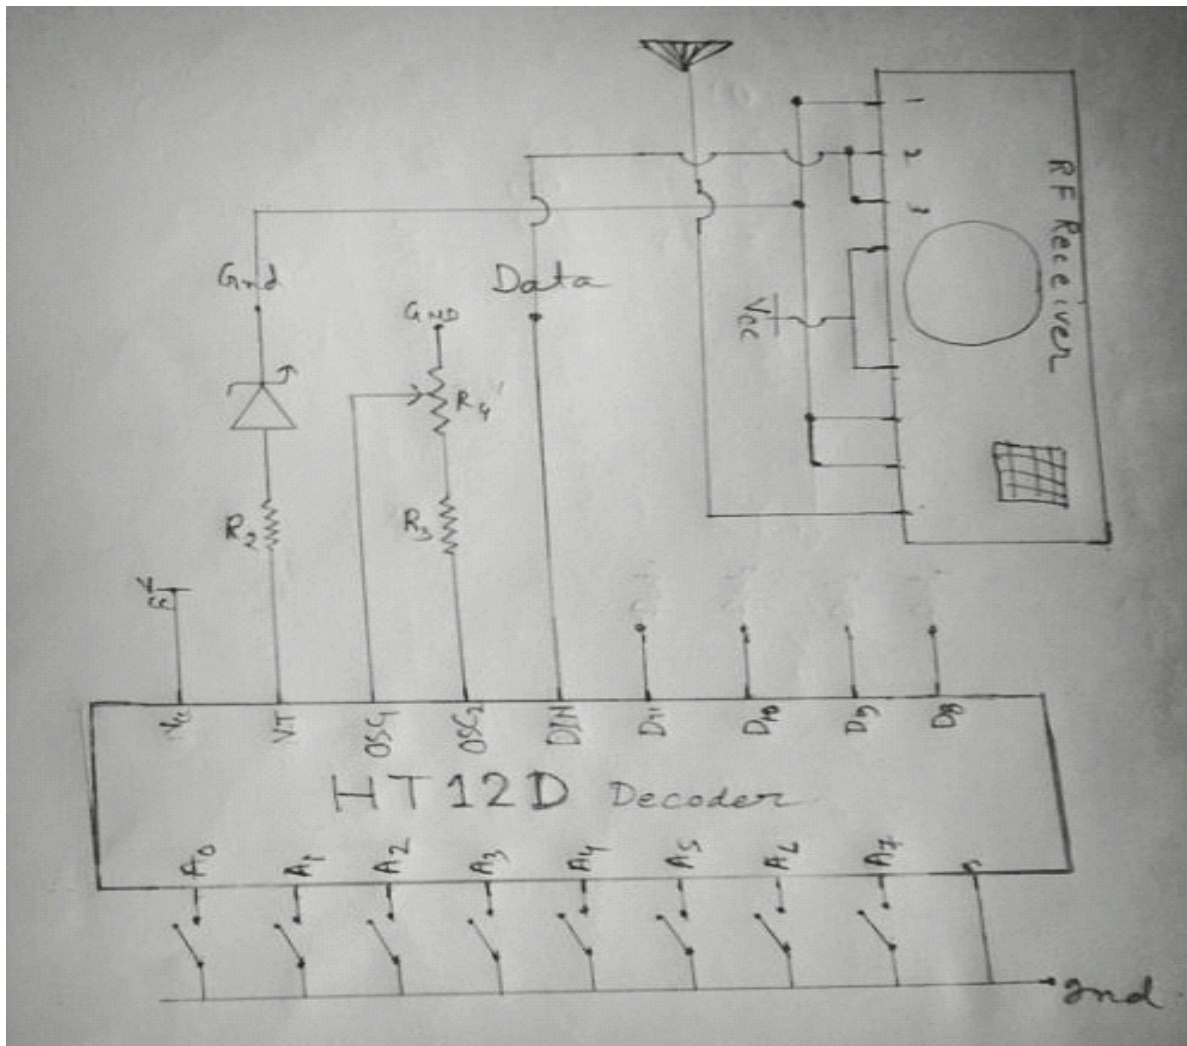 1
2
3
RF Receiver
Gnd
Data
GND
Vcc
R4
R2
R3
5V
Vcc
VT
OSC1
OSC2
DIN
D11
D10
D9
D8
HT12D Decoder
A0
A1
A2
A3
A4
A5
A6
A7
gnd